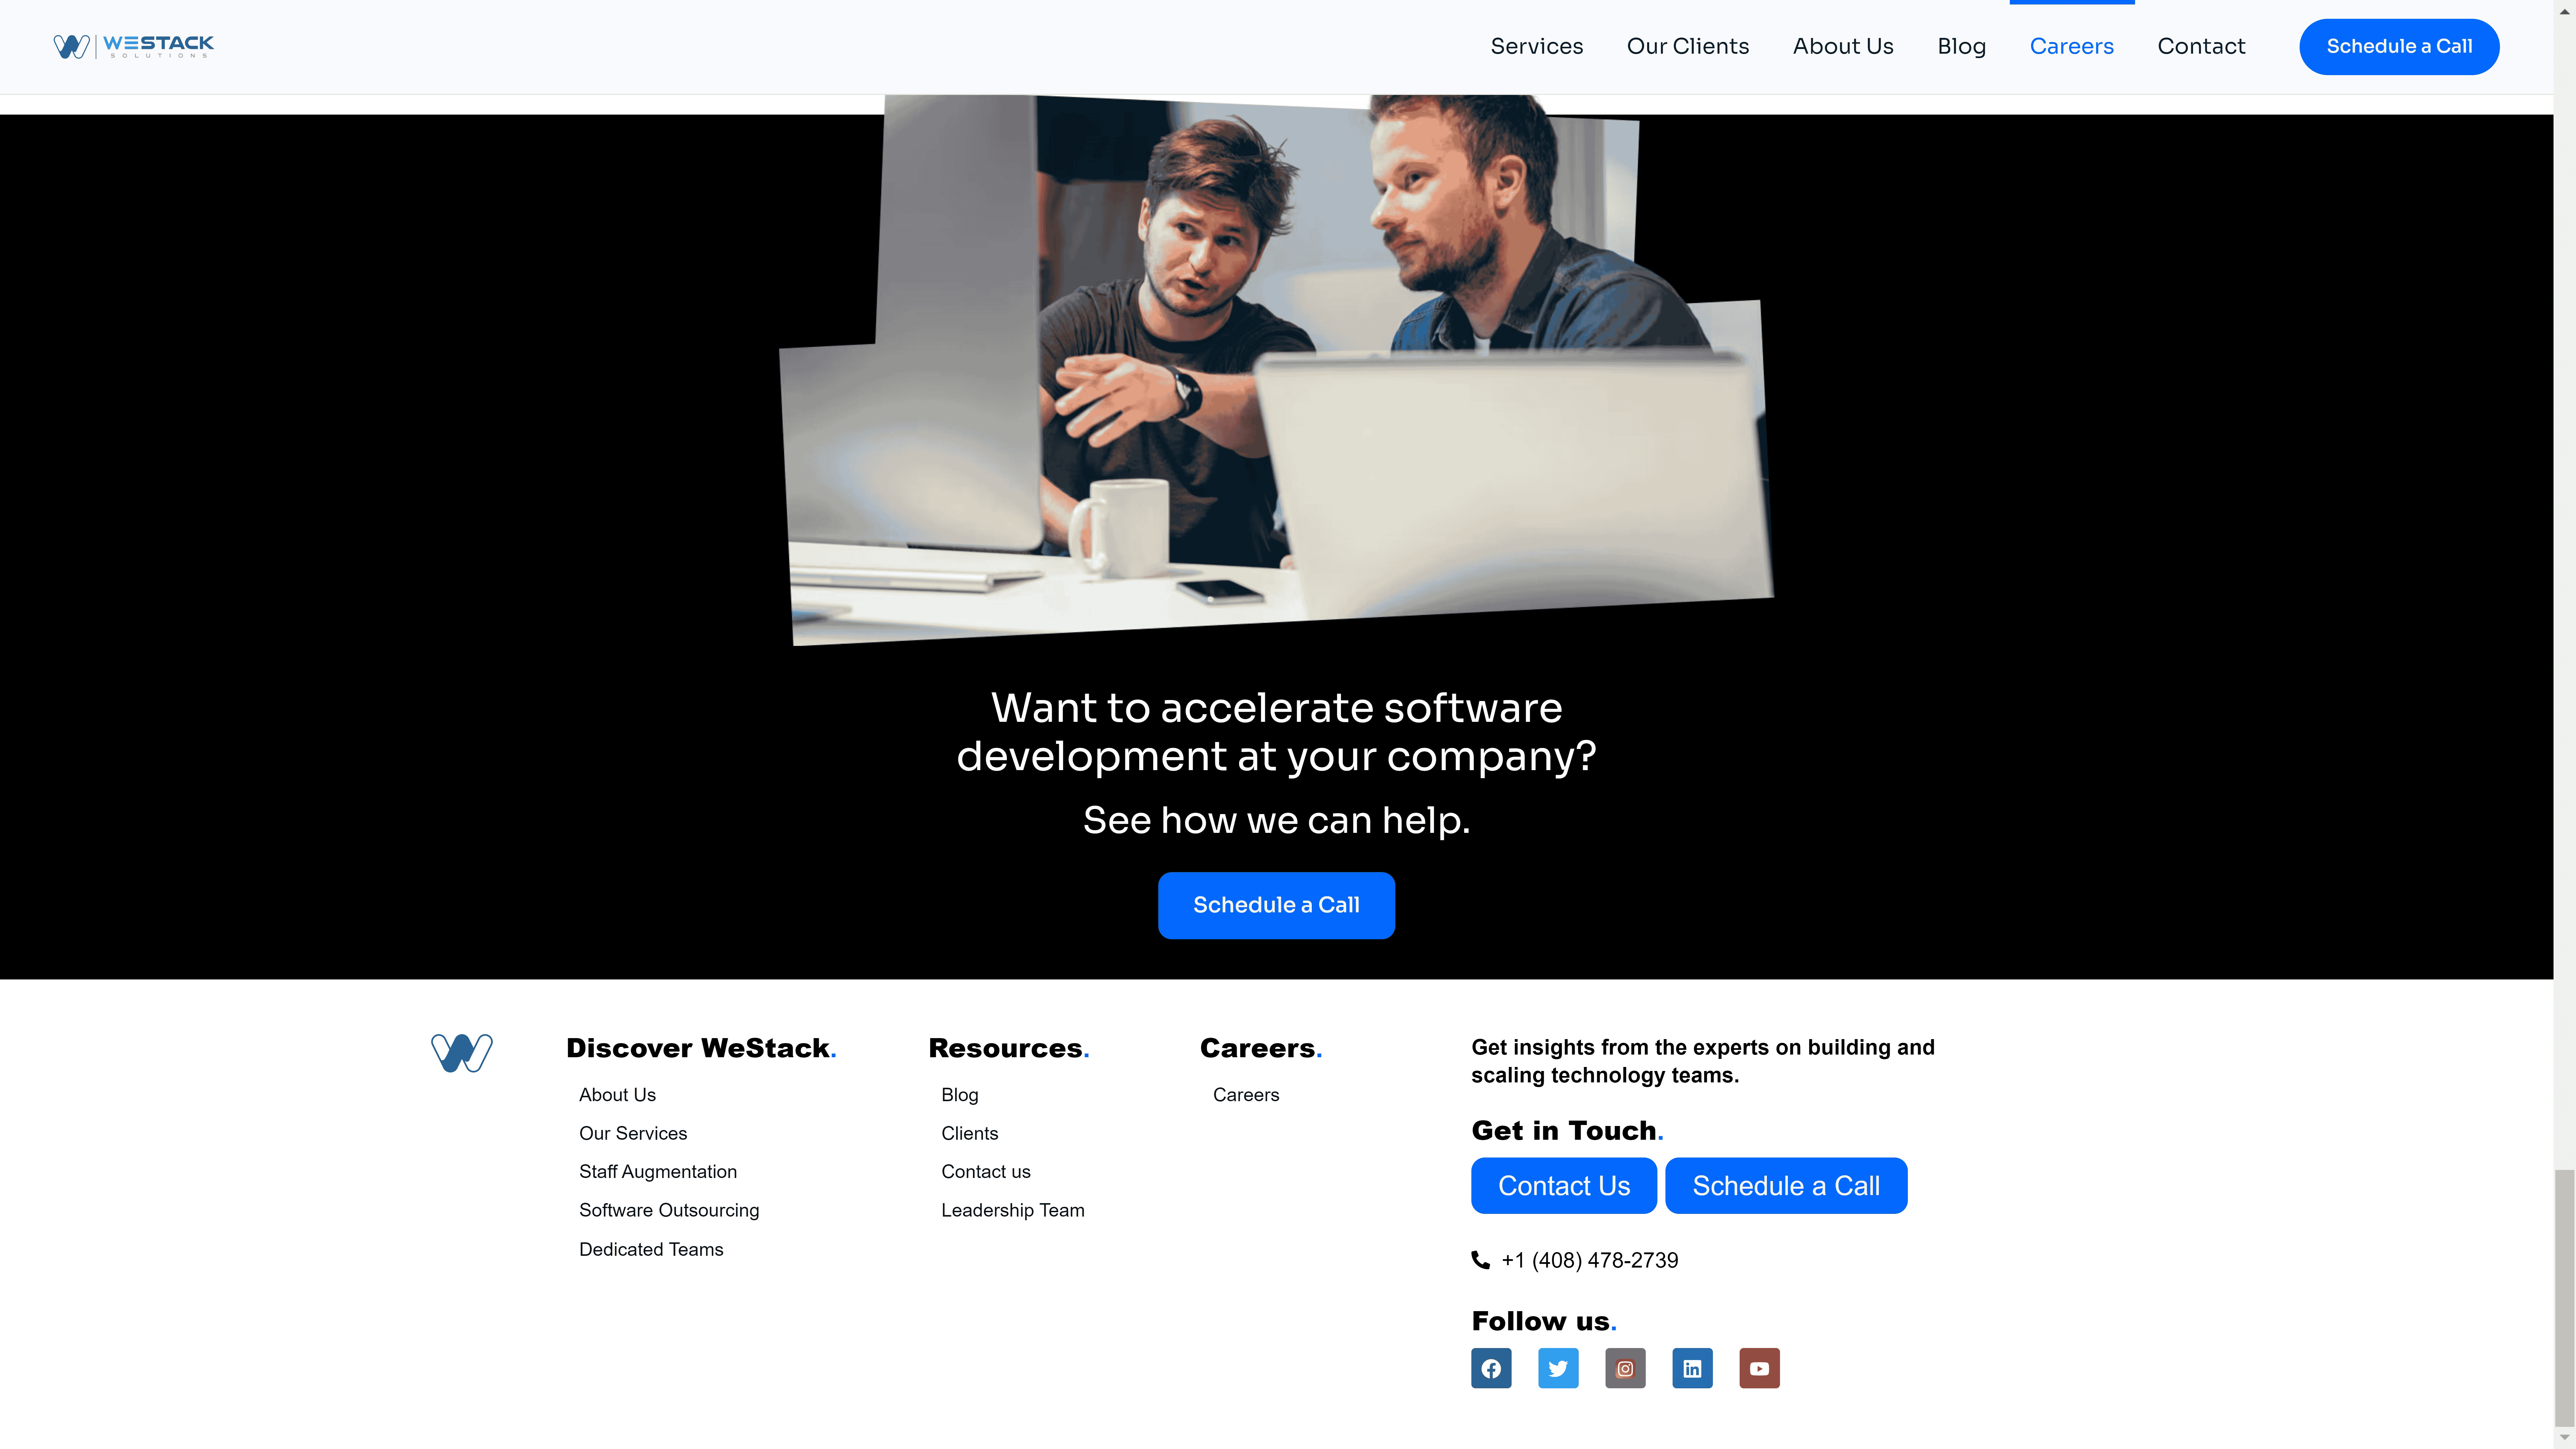 WESTACK
SOLUTIONS
Services
Our Clients
About Us
Blog
Careers
Contact
Schedule a Call
Want to accelerate software
development at your company?
See how we can help.
Schedule a Call
Discover WeStack.
About Us
Our Services
Staff Augmentation
Software Outsourcing
Dedicated Teams
Resources.
Blog
Clients
Contact us
Leadership Team
Careers.
Careers
Get insights from the experts on building and
scaling technology teams.
Get in Touch.
Contact Us
Schedule a Call
+1 (408) 478-2739
Follow us.